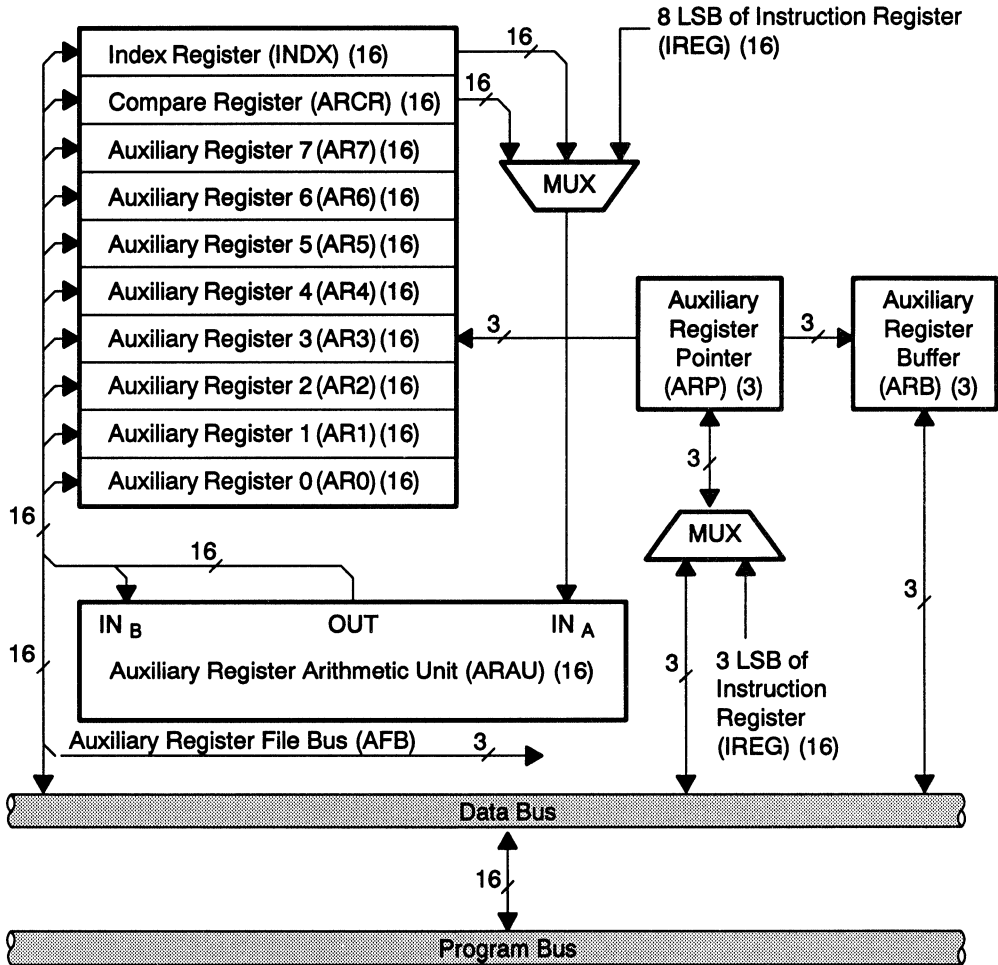 8 LSB of Instruction Register
(IREG) (16)
16
16
Index Register (INDX) (16)
Compare Register (ARCR) (16)
Auxiliary Register 7 (AR7) (16)
Auxiliary Register 6 (AR6) (16)
Auxiliary Register 5 (AR5) (16)
Auxiliary Register 4 (AR4) (16)
Auxiliary Register 3 (AR3) (16)
Auxiliary Register 2 (AR2) (16)
Auxiliary Register 1 (AR1) (16)
Auxiliary Register 0 (AR0) (16)
MUX
3
Auxiliary
Register
Pointer
(ARP) (3)
3
Auxiliary
Register
Buffer
(ARB) (3)
3
MUX
16
16
16
IN B
OUT
IN A
Auxiliary Register Arithmetic Unit (ARAU) (16)
3
3 LSB of
Instruction
Register
(IREG) (16)
3
Auxiliary Register File Bus (AFB)
3
Data Bus
16
Program Bus